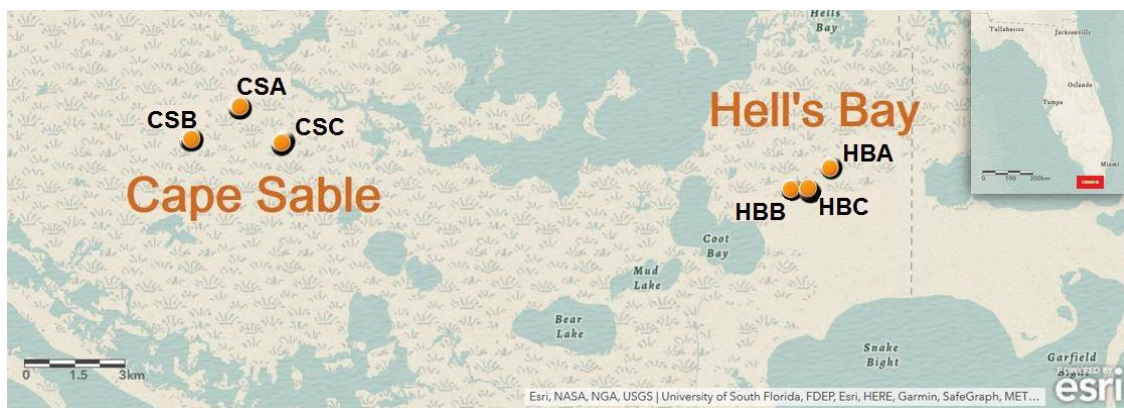 Hells
Bay
Tallahassee
Jacksonville
Orlando
Tampa
Miami
0 100 200km
CSA
CSB
CSC
Hell's Bay
HBA
HBB
HBC
Cape Sable
Coot
Bay
Mud
Lake
Bear
Lake
Snake
Bight
Garfield
0 1.5 3km
POWERED BY
esri
Esri, NASA, NGA, USGS | University of South Florida, FDEP, Esri, HERE, Garmin, SafeGraph, MET...